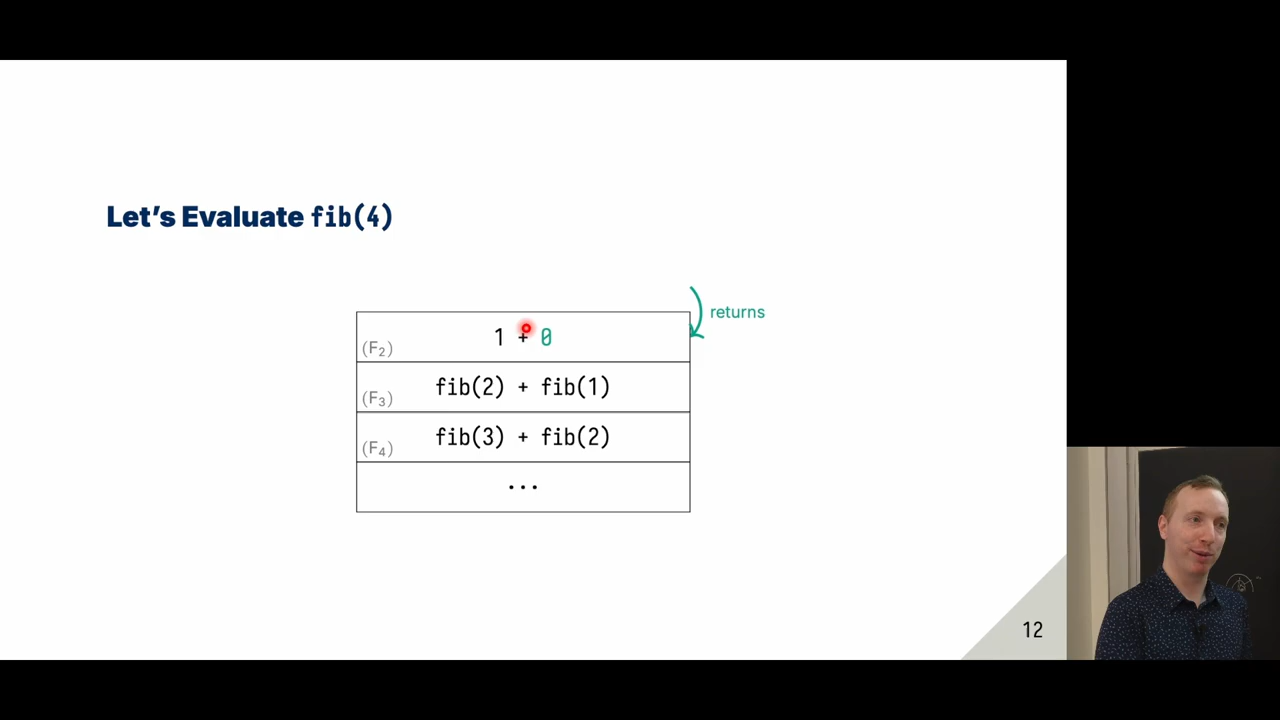 Let's Evaluate fib(4)
returns
(F₂) 1 + 0
(F₃) fib(2) + fib(1)
(F₄) fib(3) + fib(2)
...
12